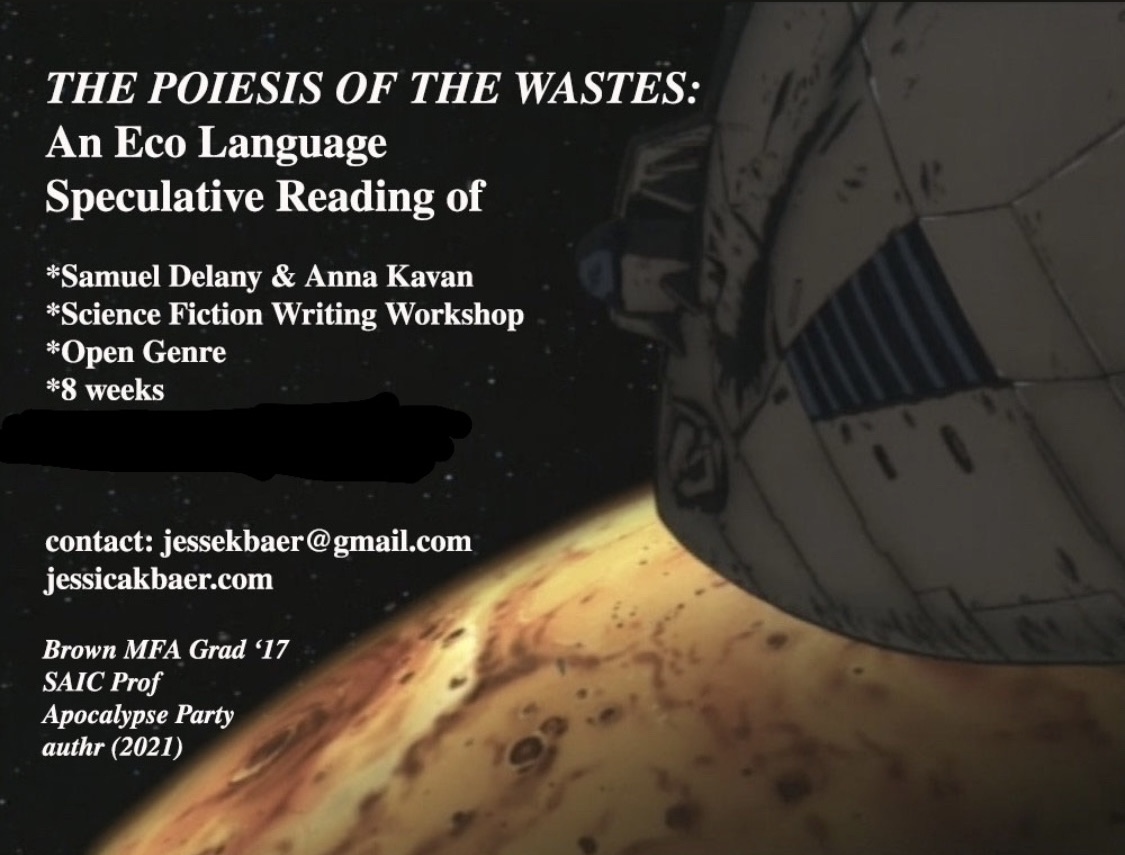 THE POIESIS OF THE WASTES:
An Eco Language
Speculative Reading of
*Samuel Delany & Anna Kavan
*Science Fiction Writing Workshop
*Open Genre
*8 weeks
contact: jessekbaer@gmail.com
jessicakbaer.com
Brown MFA Grad ‘17
SAIC Prof
Apocalypse Party
authr (2021)